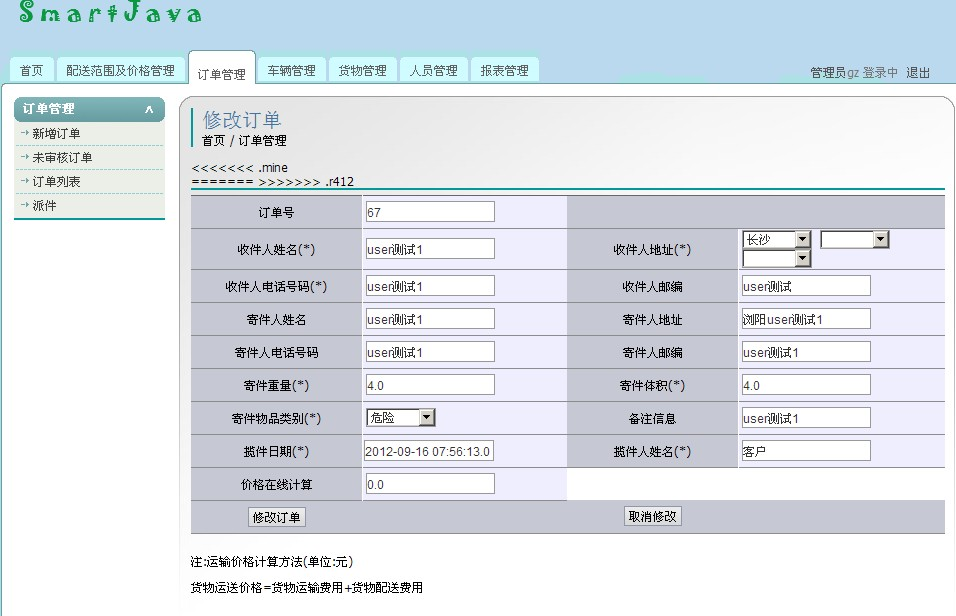 SmartJava
首页 配送范围及价格管理 订单管理 车辆管理 货物管理 人员管理 报表管理 管理员gz 登录中 退出
订单管理
新增订单
未审核订单
订单列表
派件
修改订单
首页 / 订单管理
<<<<<<< .mine
======= >>>>>>> .r412
订单号 67
收件人姓名(*) user测试1 收件人地址(*) 长沙
收件人电话号码(*) user测试1 收件人邮编 user测试
寄件人姓名 user测试1 寄件人地址 浏阳user测试1
寄件人电话号码 user测试1 寄件人邮编 user测试1
寄件重量(*) 4.0 寄件体积(*) 4.0
寄件物品类别(*) 危险 备注信息 user测试1
揽件日期(*) 2012-09-16 07:56:13.0 揽件人姓名(*) 客户
价格在线计算 0.0
修改订单 取消修改
注:运输价格计算方法(单位:元)
货物运送价格=货物运输费用+货物配送费用